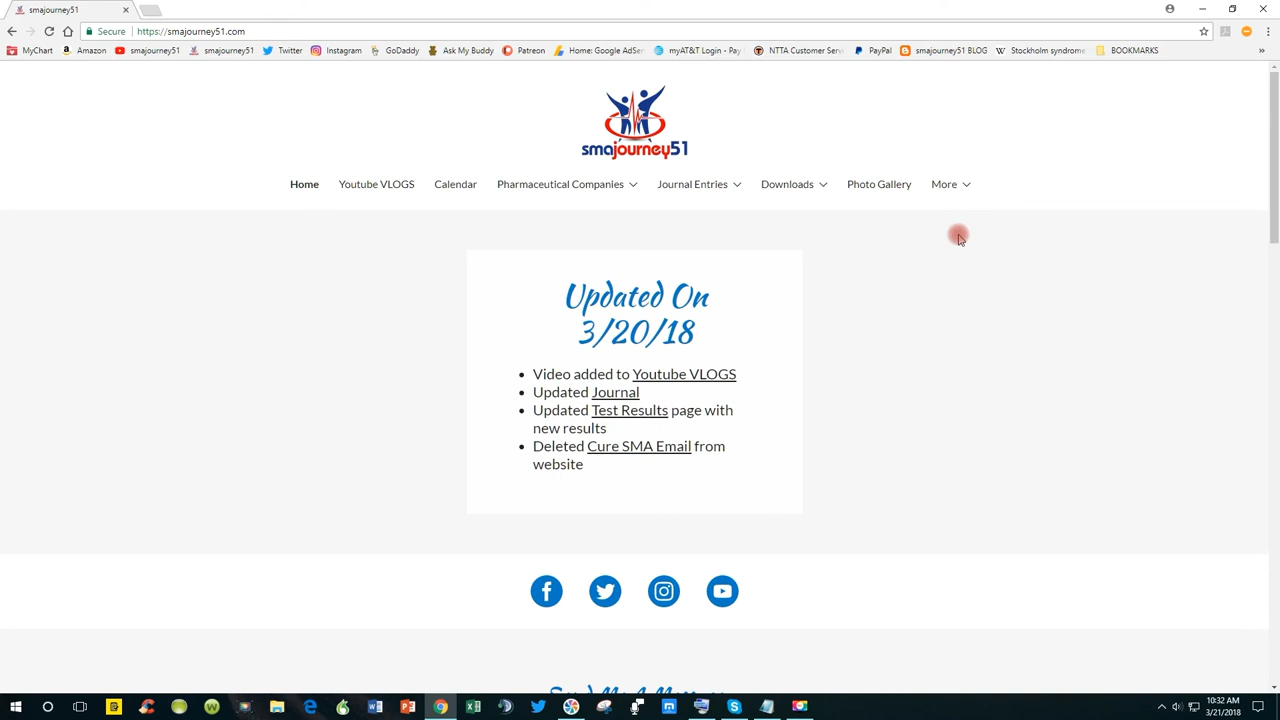 smajourney51
Secure https://smajourney51.com
MyChart Amazon smajourney51 smajourney51 Twitter Instagram GoDaddy Ask My Buddy Patreon Home: Google AdSen myAT&T Login - Pay NTTA Customer Serv PayPal smajourney51 BLOG Stockholm syndrome BOOKMARKS »
smajourney51
Home Youtube VLOGS Calendar Pharmaceutical Companies Journal Entries Downloads Photo Gallery More
Updated On
3/20/18
• Video added to Youtube VLOGS
• Updated Journal
• Updated Test Results page with
new results
• Deleted Cure SMA Email from
website
10:32 AM
3/21/2018